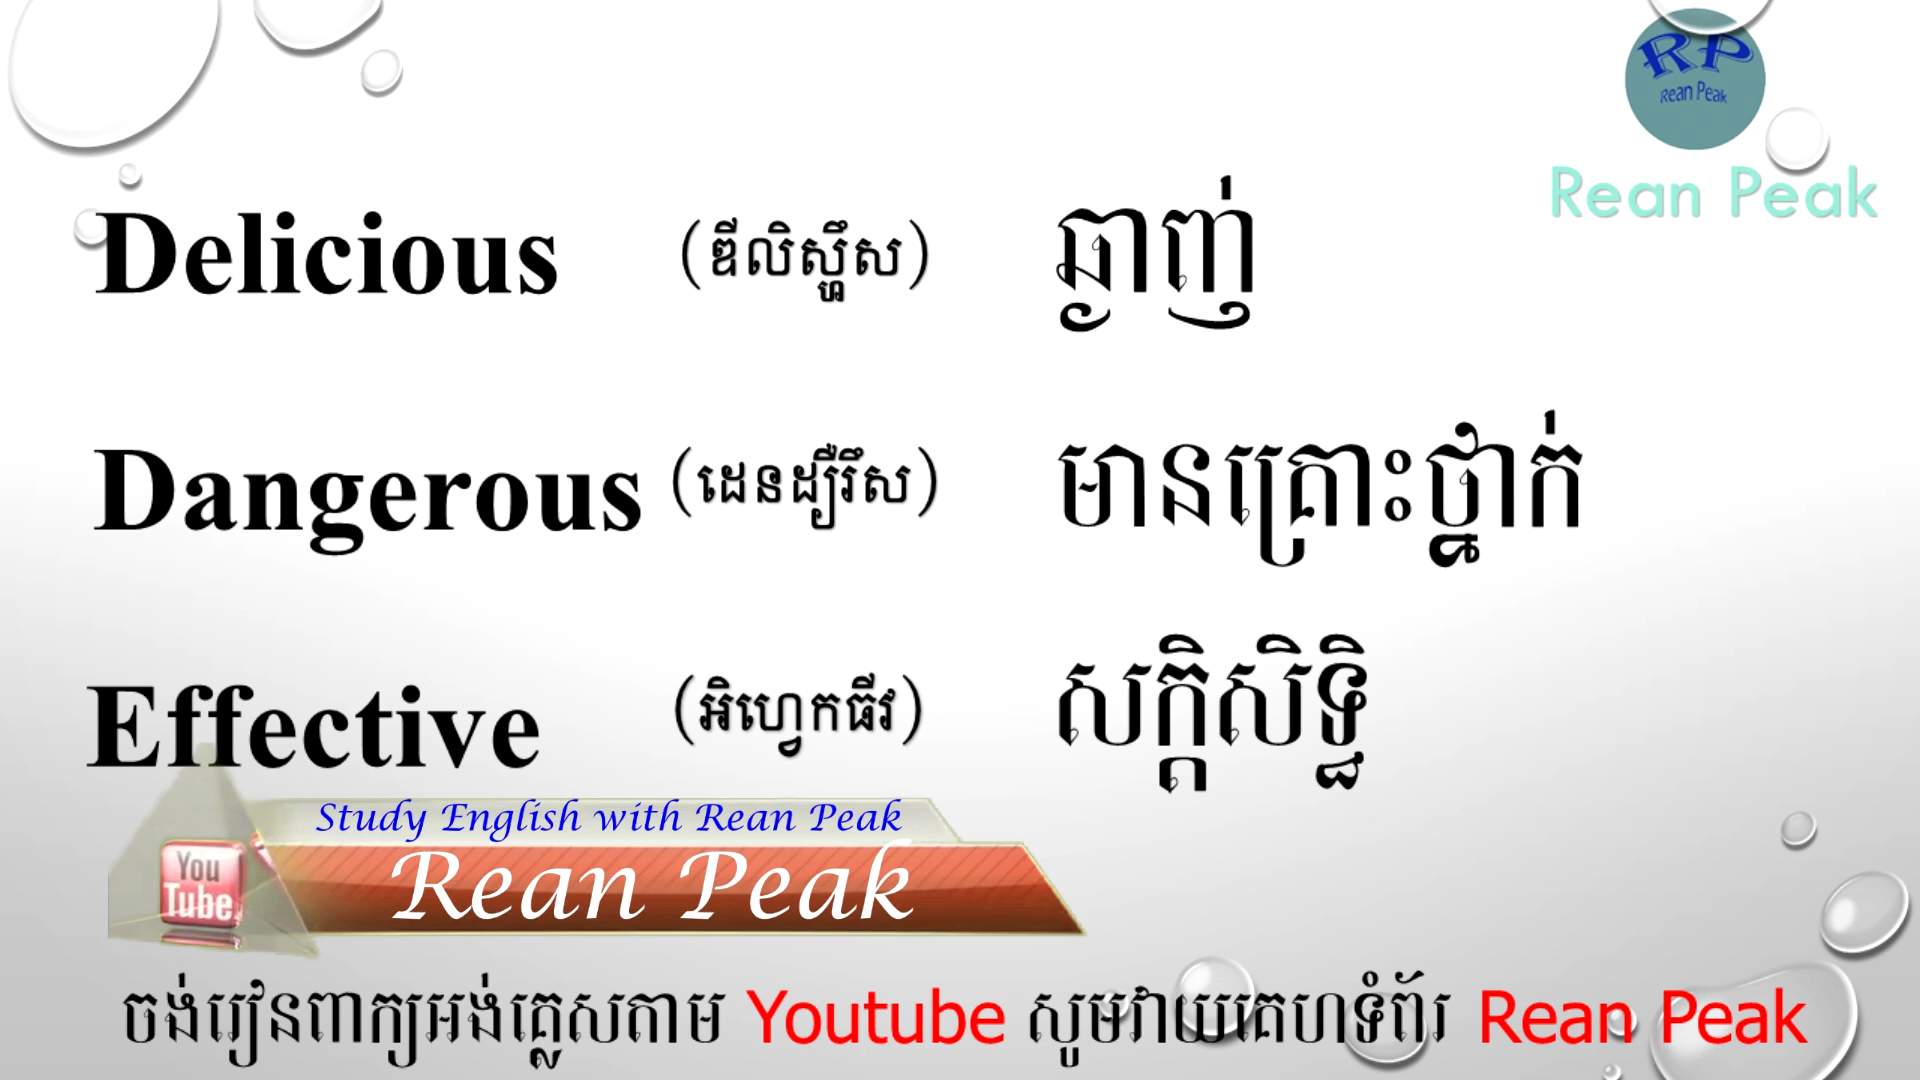 RP
Rean Peak
Rean Peak
Delicious (ឌីលិស្ហឹស) ឆ្ងាញ់
Dangerous (ដេនដ្យឺរឹស) មានគ្រោះថ្នាក់
Effective (អិហ្វេកធីវ) សក្តិសិទ្ធិ
Study English with Rean Peak
You
Tube
Rean Peak
ចង់រៀនពាក្យអង់គ្លេសតាម Youtube សូមវាយគេហទំព័រ Rean Peak